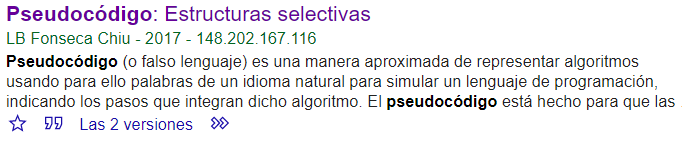 Pseudocódigo: Estructuras selectivas
LB Fonseca Chiu - 2017 - 148.202.167.116
Pseudocódigo (o falso lenguaje) es una manera aproximada de representar algoritmos
usando para ello palabras de un idioma natural para simular un lenguaje de programación,
indicando los pasos que integran dicho algoritmo. El pseudocódigo está hecho para que las
Las 2 versiones